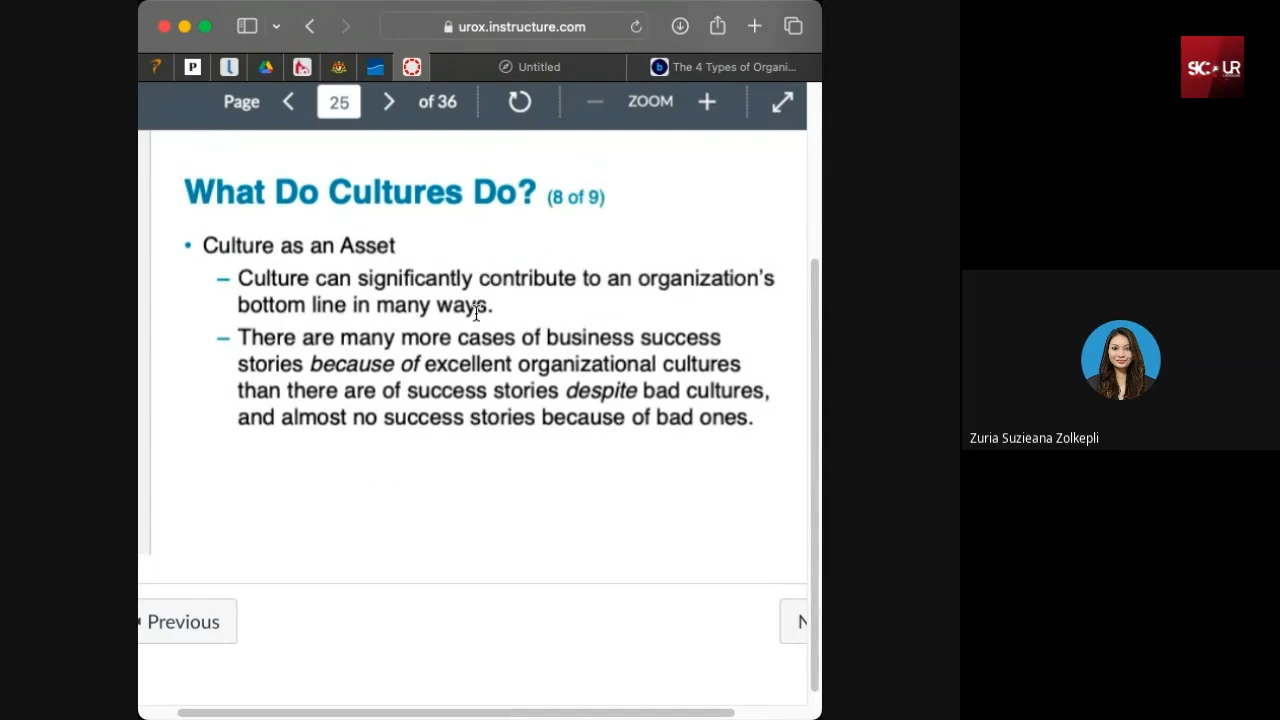 urox.instructure.com
P
Untitled
b The 4 Types of Organi...
Page 25 of 36 ZOOM
SIDC UR
What Do Cultures Do? (8 of 9)
• Culture as an Asset
– Culture can significantly contribute to an organization's
bottom line in many ways.
– There are many more cases of business success
stories because of excellent organizational cultures
than there are of success stories despite bad cultures,
and almost no success stories because of bad ones.
Zuria Suzieana Zolkepli
Previous
N